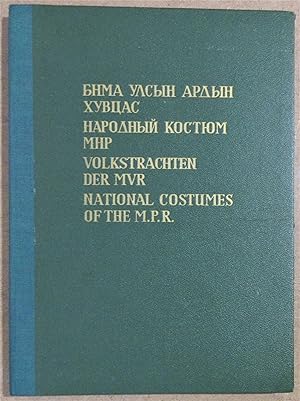 БНМА УЛСЫН АРДЫН
ХУВЦАС
НАРОДНЫЙ КОСТЮМ
МНР
VOLKSTRACHTEN
DER MVR
NATIONAL COSTUMES
OF THE M.P.R.